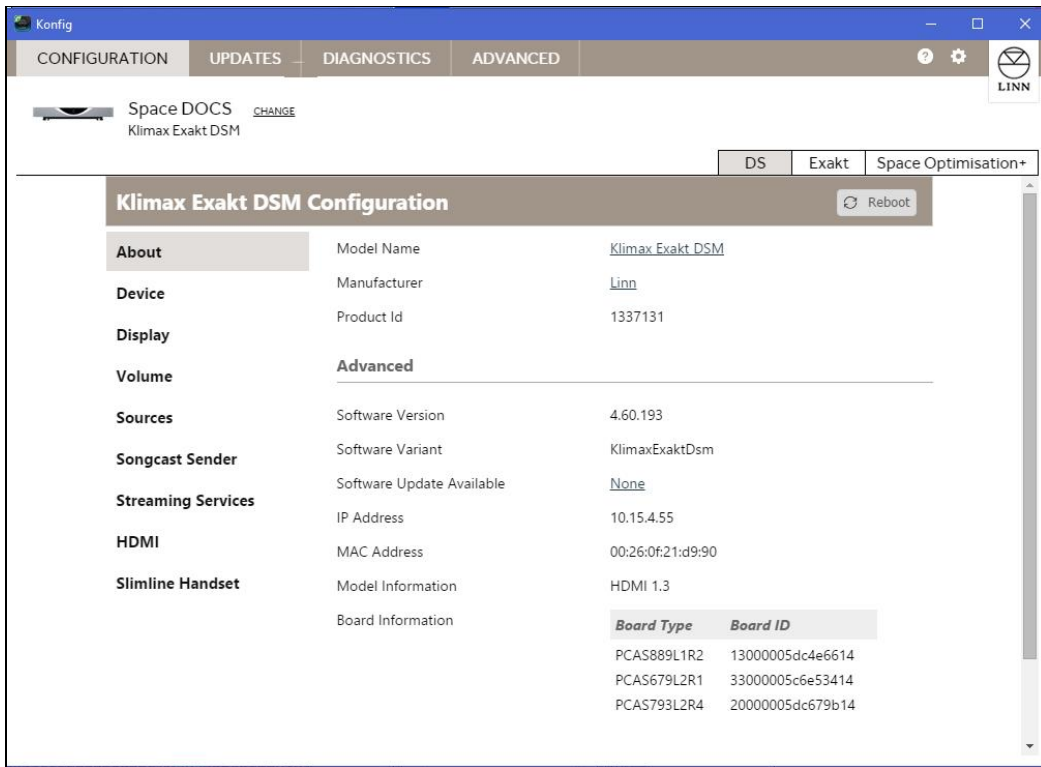 Konfig
CONFIGURATION UPDATES DIAGNOSTICS ADVANCED
LINN
Space DOCS CHANGE
Klimax Exakt DSM
DS Exakt Space Optimisation+
Klimax Exakt DSM Configuration Reboot
About Model Name Klimax Exakt DSM
Manufacturer Linn
Device
Product Id 1337131
Display
Advanced
Volume
Sources Software Version 4.60.193
Software Variant KlimaxExaktDsm
Songcast Sender
Software Update Available None
Streaming Services
IP Address 10.15.4.55
HDMI
MAC Address 00:26:0f:21:d9:90
Slimline Handset Model Information HDMI 1.3
Board Information Board Type Board ID
PCAS889L1R2 13000005dc4e6614
PCAS679L2R1 33000005c6e53414
PCAS793L2R4 20000005dc679b14